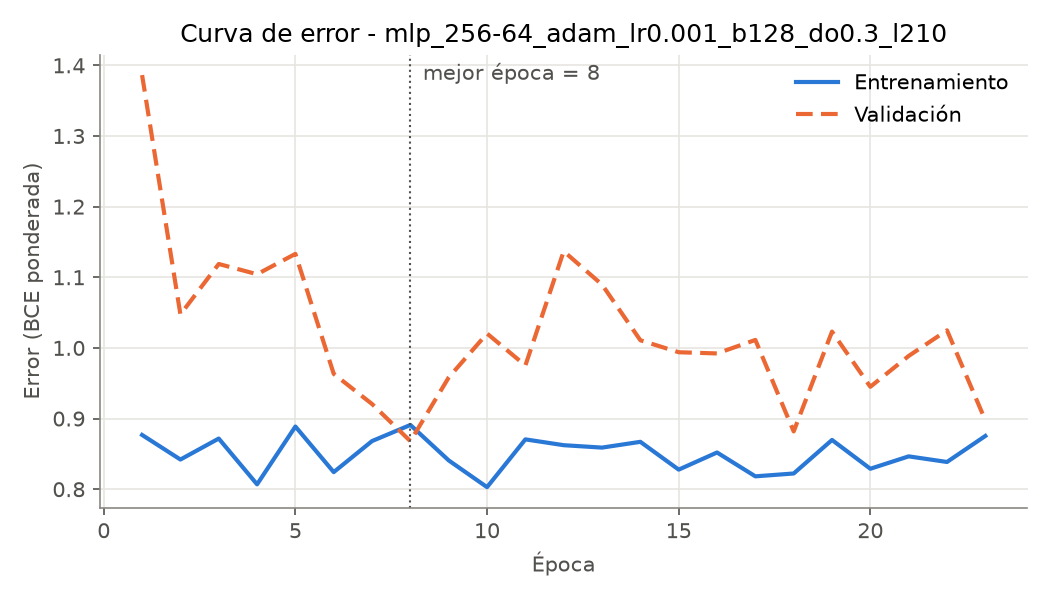 Curva de error - mlp_256-64_adam_lr0.001_b128_do0.3_l210
mejor época = 8
Entrenamiento
Validación
Error (BCE ponderada)
1.4
1.3
1.2
1.1
1.0
0.9
0.8
0
5
10
15
20
Época